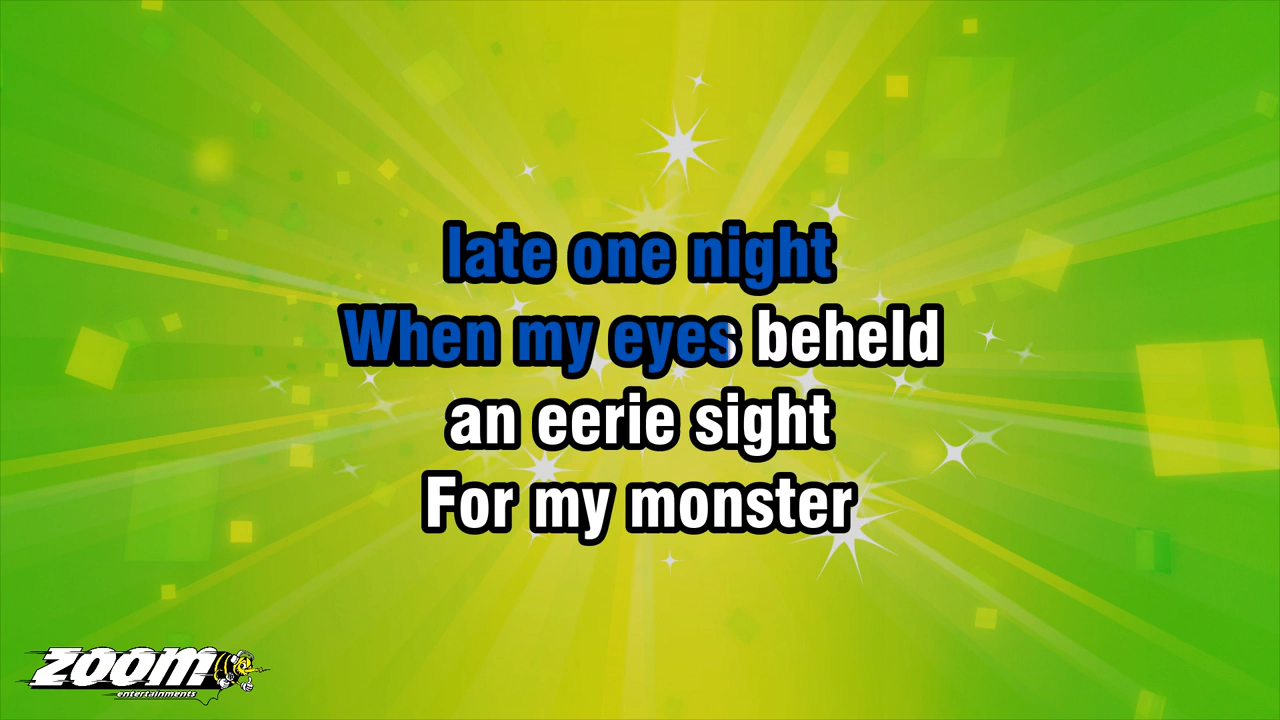 late one night
When my eyes beheld
an eerie sight
For my monster
zoom
entertainments